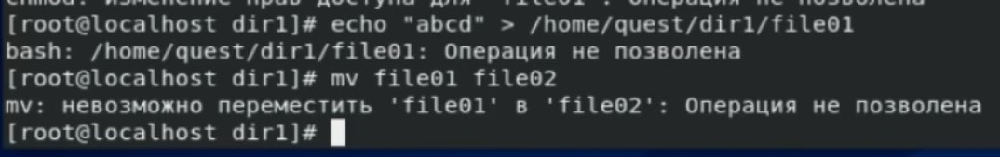 chmod: изменение прав доступа для 'file01': Операция не позволена
[root@localhost dir1]# echo "abcd" > /home/quest/dir1/file01
bash: /home/quest/dir1/file01: Операция не позволена
[root@localhost dir1]# mv file01 file02
mv: невозможно переместить 'file01' в 'file02': Операция не позволена
[root@localhost dir1]#